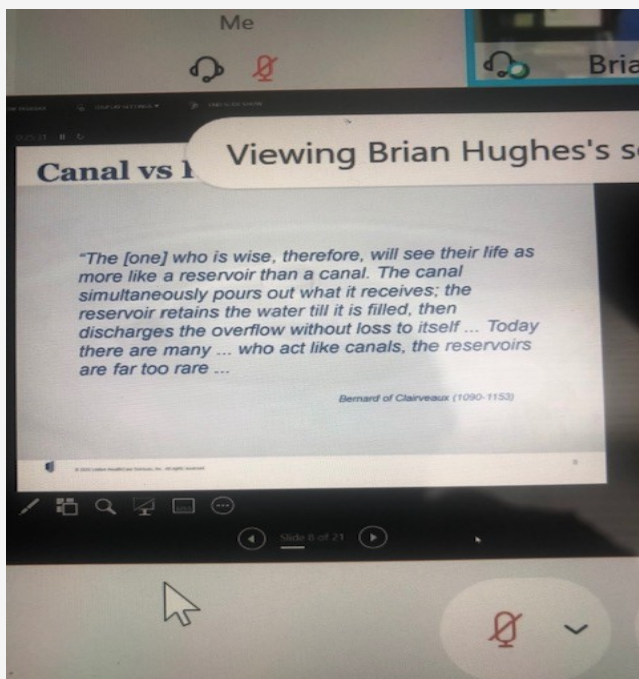 Me
Bria
Viewing Brian Hughes's s
Canal vs
"The [one] who is wise, therefore, will see their life as
more like a reservoir than a canal. The canal
simultaneously pours out what it receives; the
reservoir retains the water till it is filled, then
discharges the overflow without loss to itself ... Today
there are many ... who act like canals, the reservoirs
are far too rare ...
Bernard of Clairveaux (1090-1153)
8
Slide 8 of 21